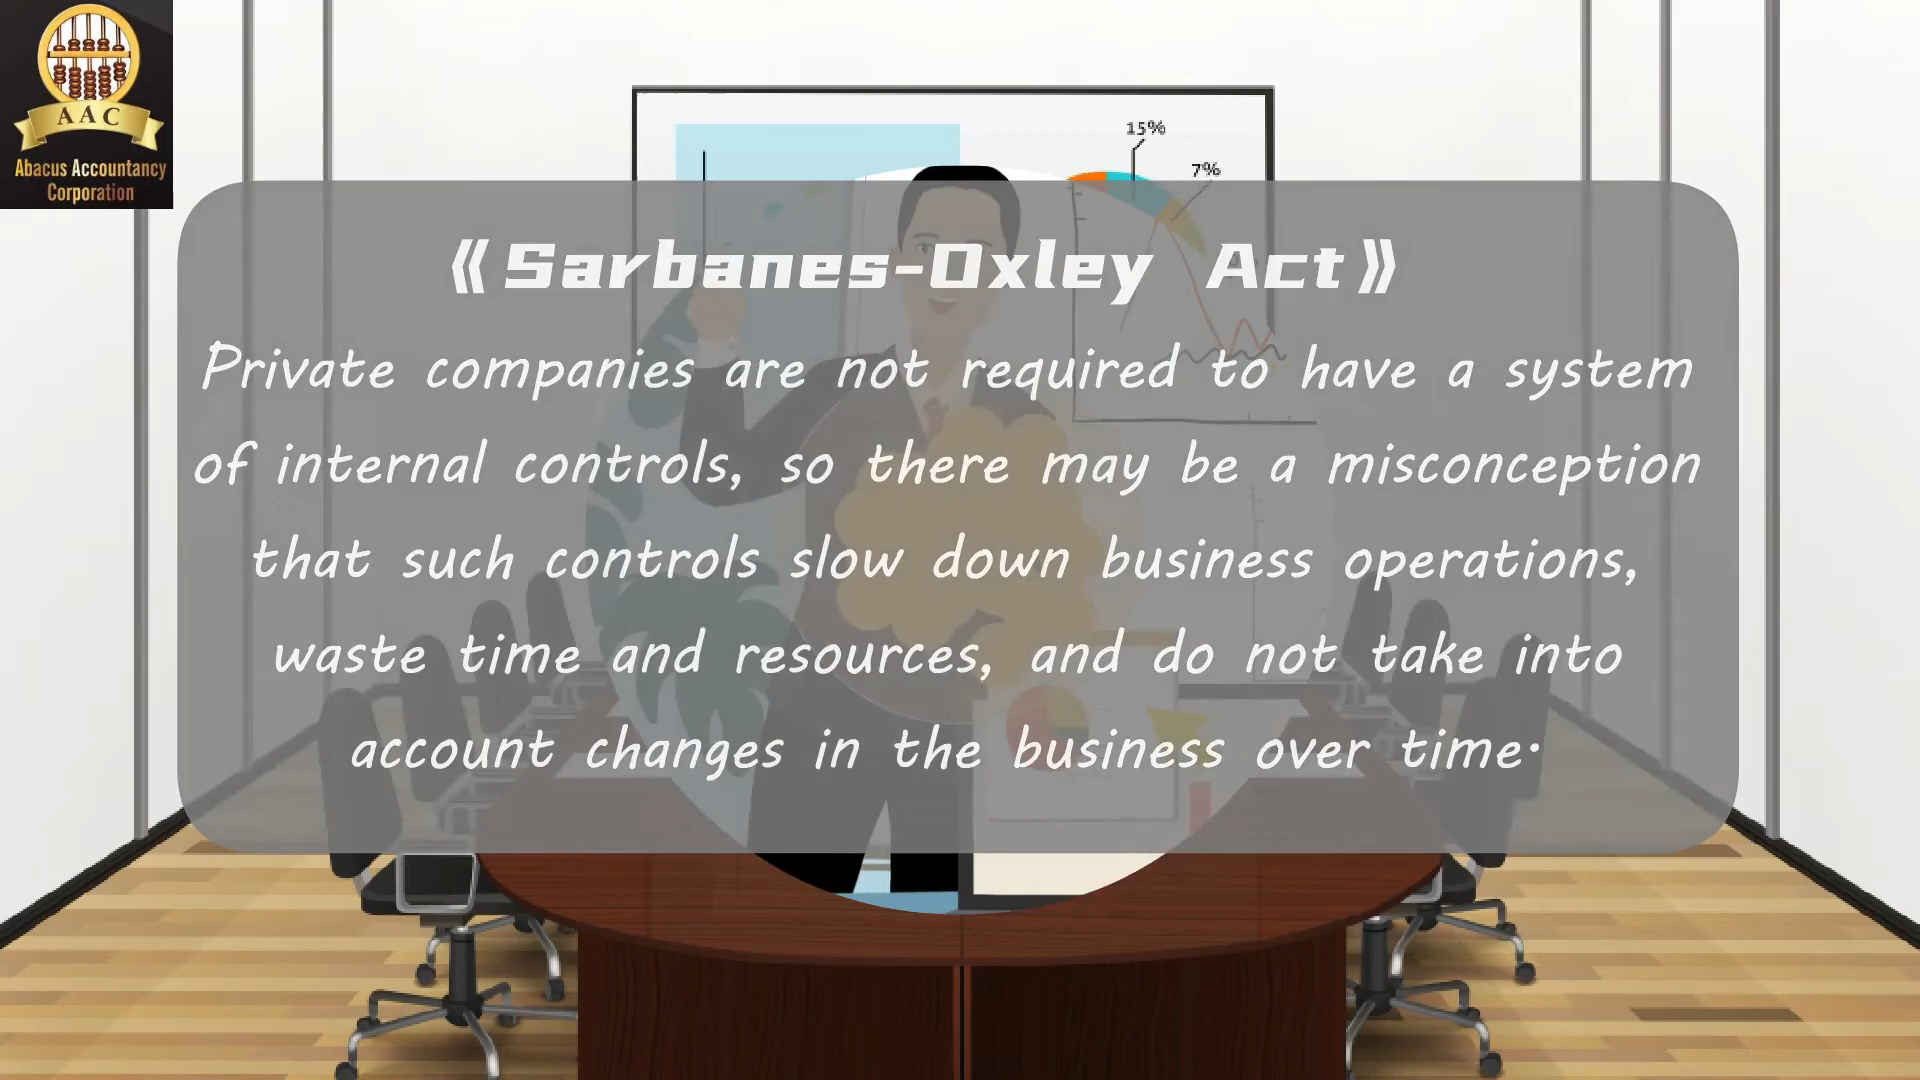 AAC
Abacus Accountancy
Corporation
15%
7%
《Sarbanes-Oxley Act》
Private companies are not required to have a system
of internal controls, so there may be a misconception
that such controls slow down business operations,
waste time and resources, and do not take into
account changes in the business over time.